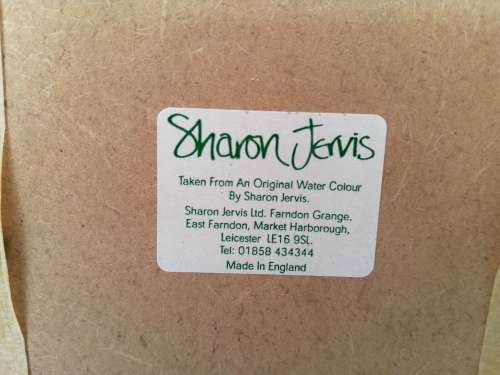 Sharon Jervis
Taken From An Original Water Colour
By Sharon Jervis.
Sharon Jervis Ltd. Farndon Grange,
East Farndon, Market Harborough,
Leicester LE16 9SL.
Tel: 01858 434344
Made In England